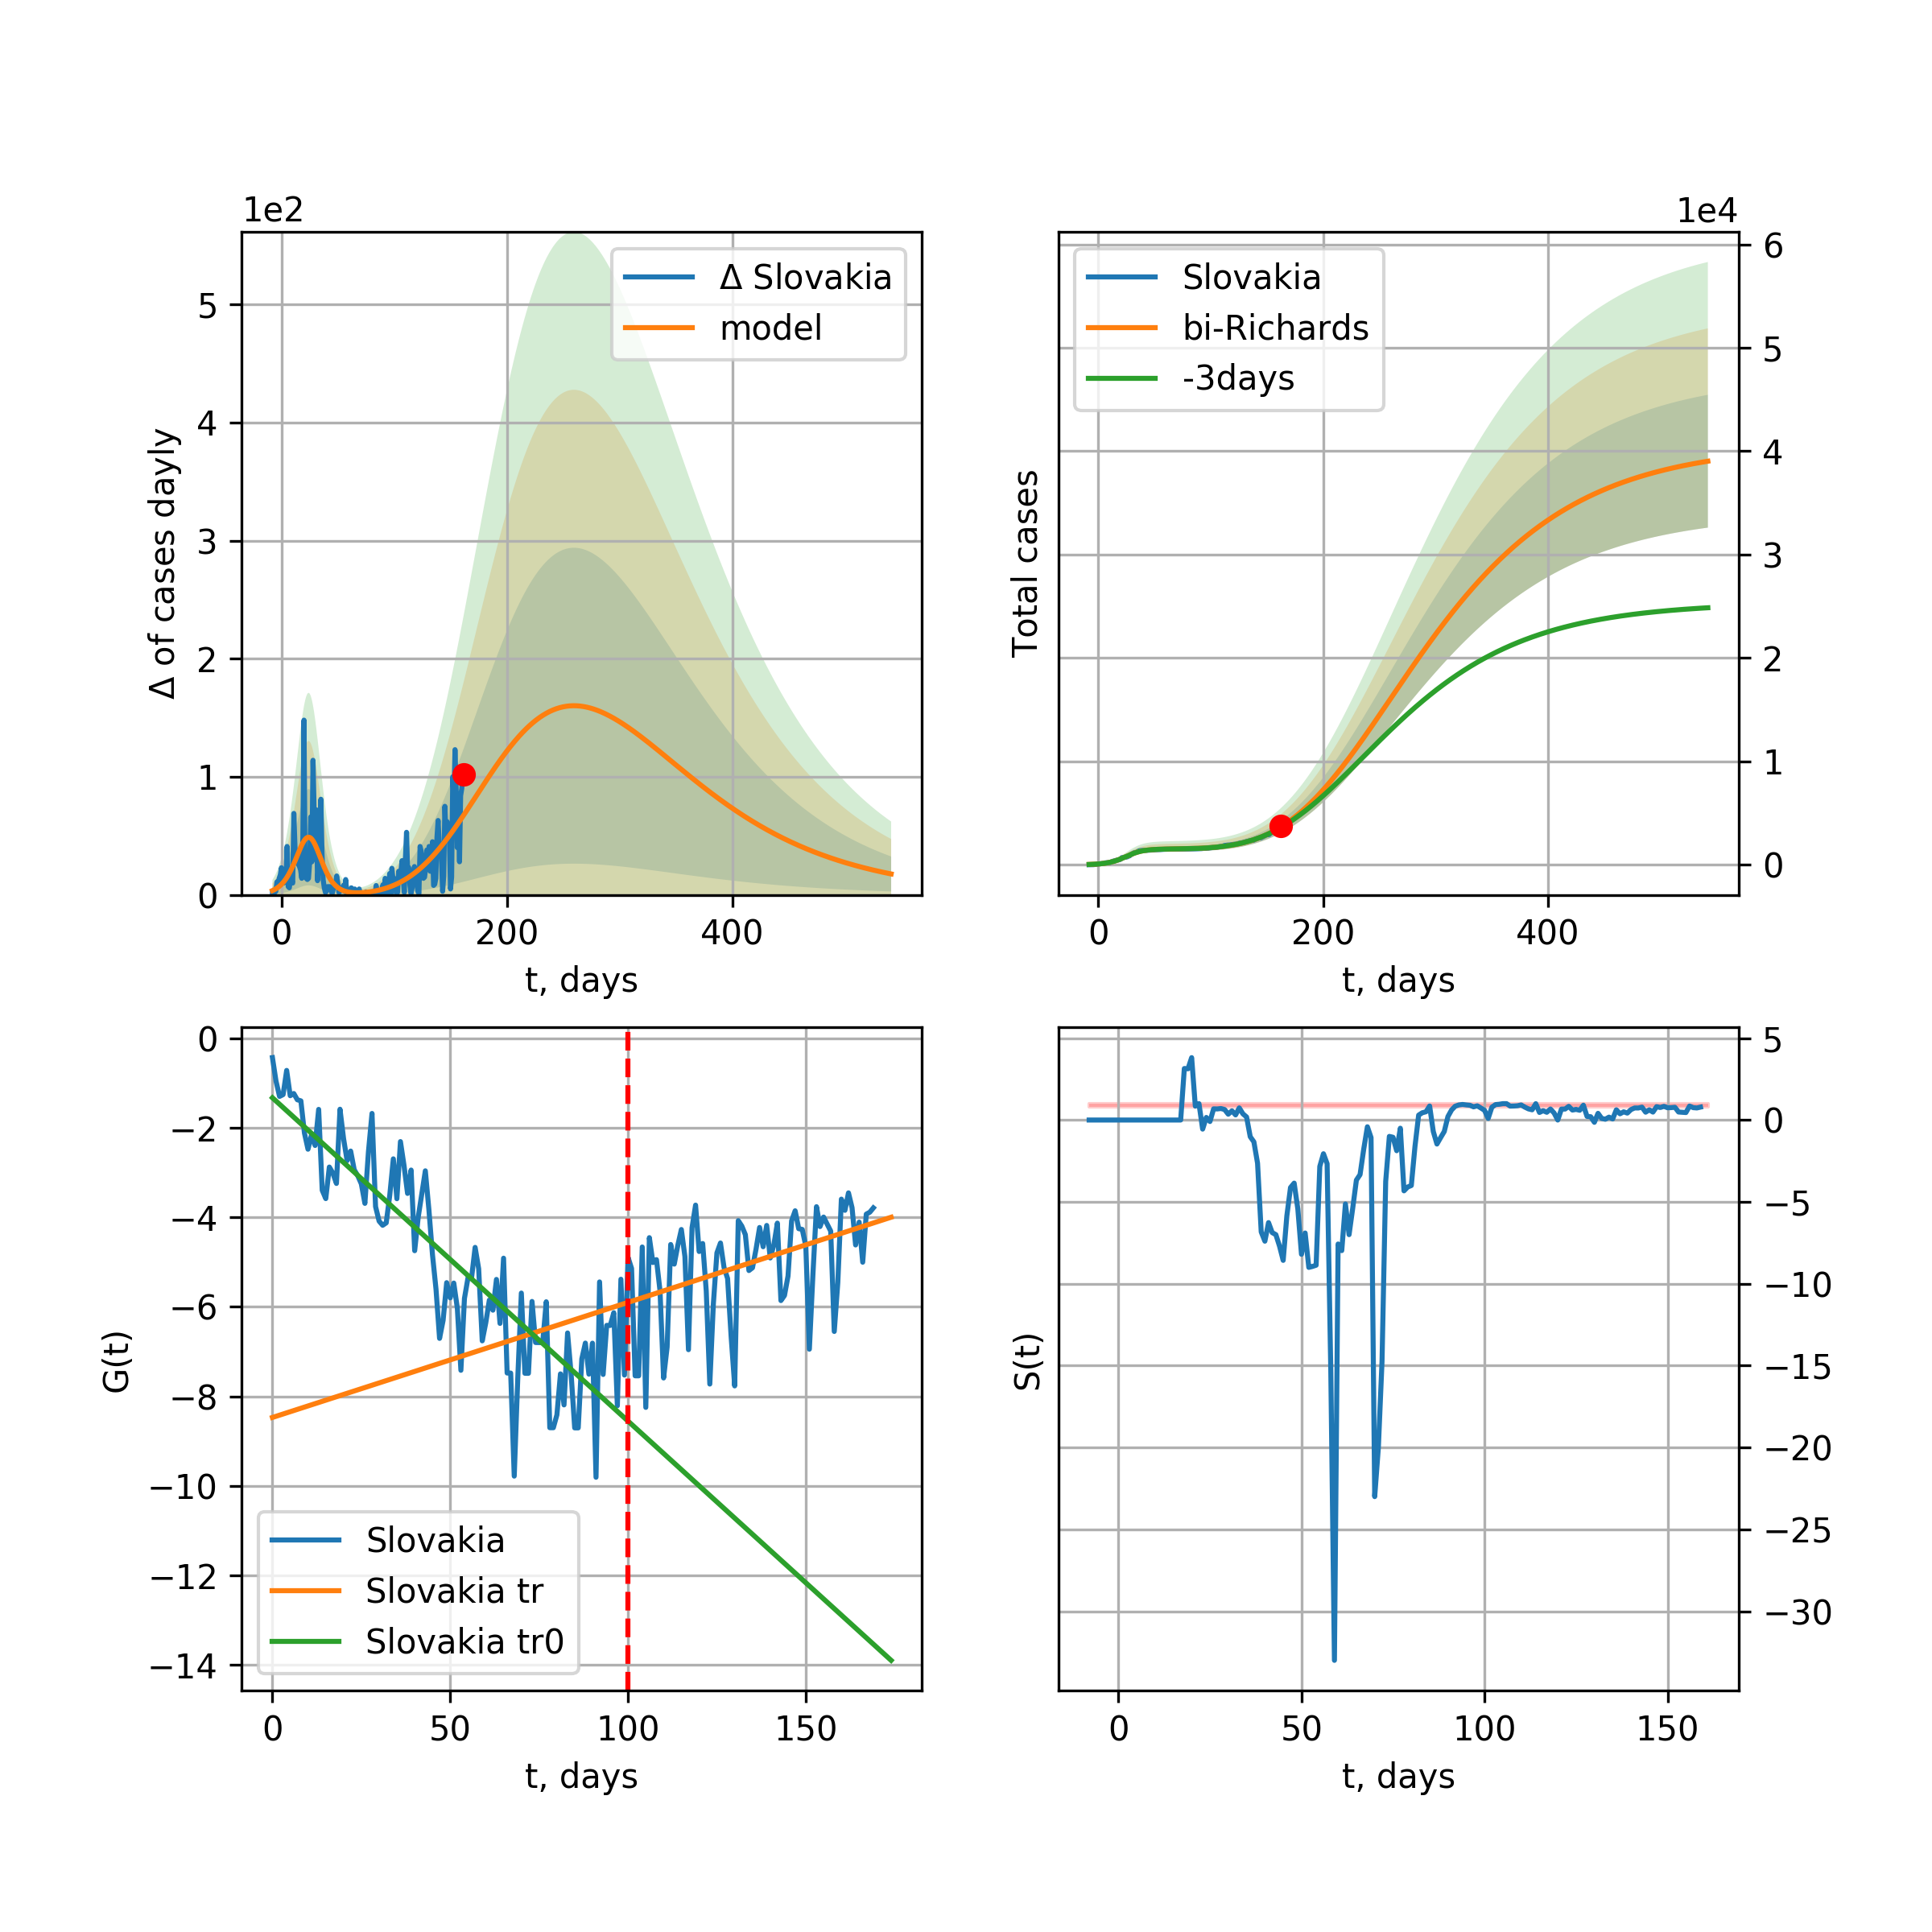 1e2
Δ of cases dayly
5
4
3
2
1
0
0 200 400
t, days
Δ Slovakia
model
1e4
Total cases
6
5
4
3
2
1
0
0 200 400
t, days
Slovakia
bi-Richards
-3days
G(t)
0
−2
−4
−6
−8
−10
−12
−14
0 50 100 150
t, days
Slovakia
Slovakia tr
Slovakia tr0
S(t)
5
0
−5
−10
−15
−20
−25
−30
0 50 100 150
t, days